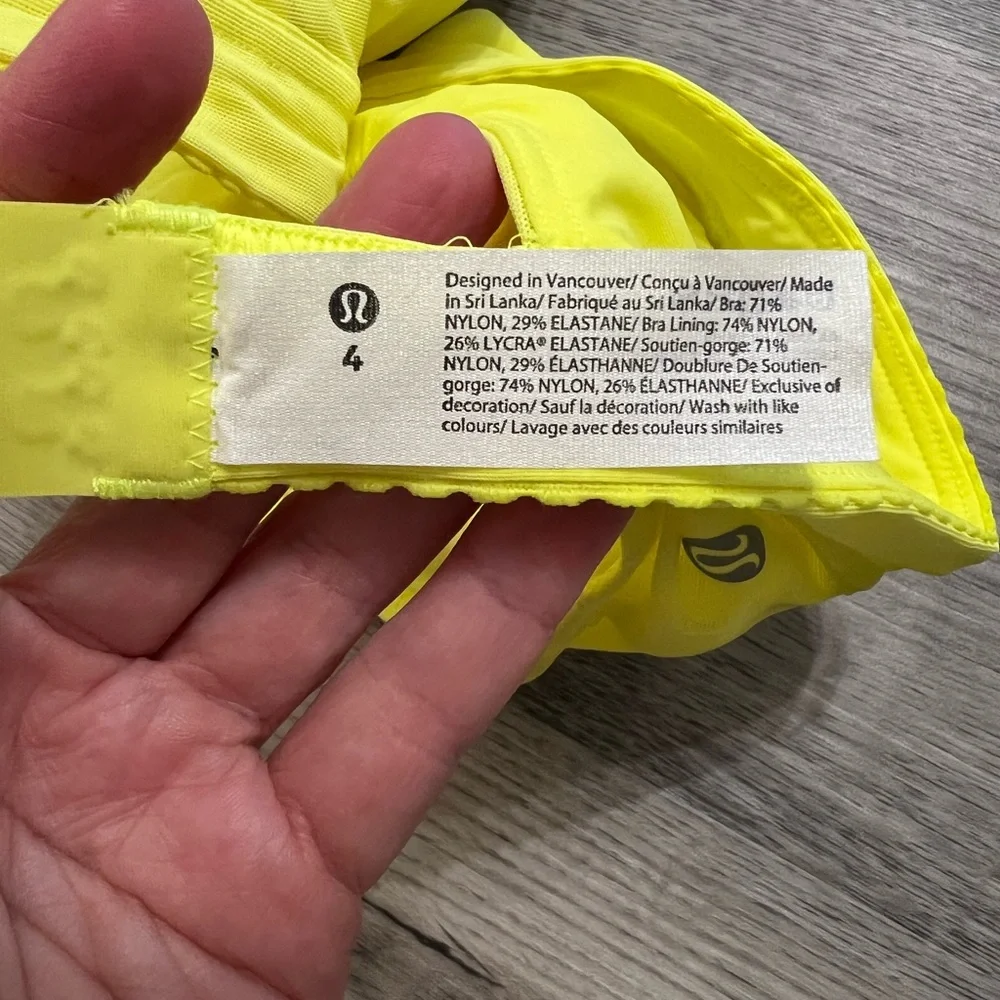 4
Designed in Vancouver/ Conçu à Vancouver/ Made
in Sri Lanka/ Fabriqué au Sri Lanka/ Bra: 71%
NYLON, 29% ELASTANE/ Bra Lining: 74% NYLON,
26% LYCRA® ELASTANE/ Soutien-gorge: 71%
NYLON, 29% ÉLASTHANNE/ Doublure De Soutien-
gorge: 74% NYLON, 26% ÉLASTHANNE/ Exclusive of
decoration/ Sauf la décoration/ Wash with like
colours/ Lavage avec des couleurs similaires